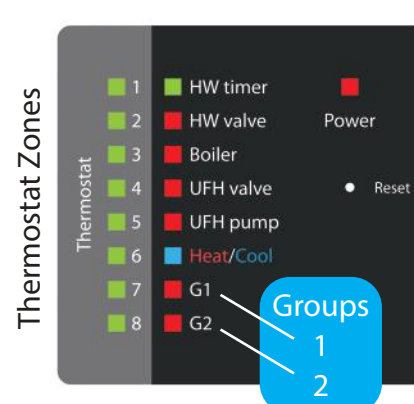 Thermostat Zones
Thermostat
1 HW timer
2 HW valve Power
3 Boiler
4 UFH valve Reset
5 UFH pump
6 Heat/Cool
7 G1
8 G2
Groups
1
2